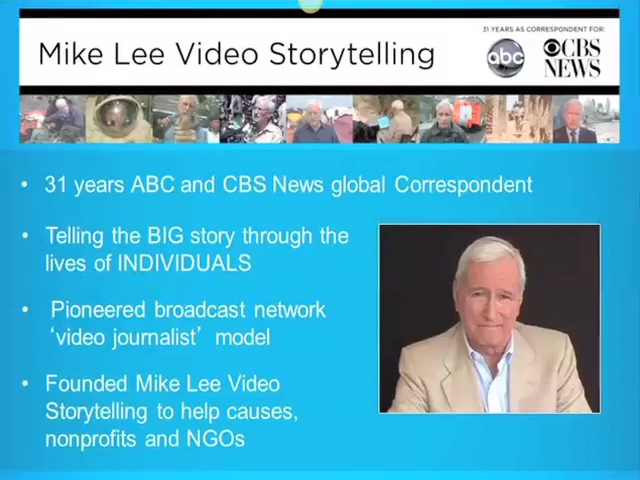 31 YEARS AS CORRESPONDENT FOR:
Mike Lee Video Storytelling
abc
CBS
NEWS
• 31 years ABC and CBS News global Correspondent
• Telling the BIG story through the
lives of INDIVIDUALS
• Pioneered broadcast network
‘video journalist’ model
• Founded Mike Lee Video
Storytelling to help causes,
nonprofits and NGOs